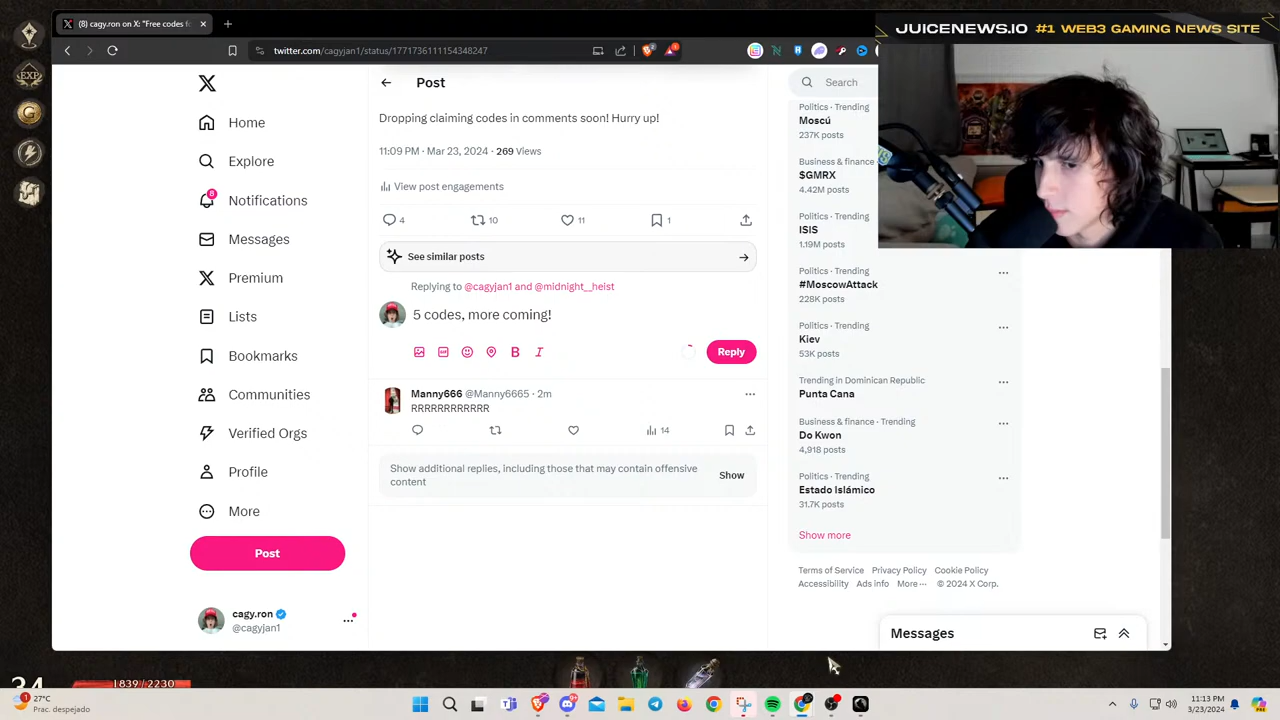 (8) cagy.ron on X: "Free codes fo
JUICENEWS.IO #1 WEB3 GAMING NEWS SITE
twitter.com/cagyjan1/status/1771736111154348247
Post
Search
Home
Explore
8
Notifications
Messages
Premium
Lists
Bookmarks
Communities
Verified Orgs
Profile
More
Post
cagy.ron
@cagyjan1
Dropping claiming codes in comments soon! Hurry up!
11:09 PM · Mar 23, 2024 · 269 Views
View post engagements
4 10 11 1
See similar posts
Replying to @cagyjan1 and @midnight__heist
5 codes, more coming!
B I
Reply
Manny666 @Manny6665 · 2m
RRRRRRRRRRRR
14
Show additional replies, including those that may contain offensive
content
Show
Politics · Trending
Moscú
237K posts
Business & finance ·
$GMRX
4.42M posts
Politics · Trending
ISIS
1.19M posts
Politics · Trending
#MoscowAttack
228K posts
Politics · Trending
Kiev
53K posts
Trending in Dominican Republic
Punta Cana
Business & finance · Trending
Do Kwon
4,918 posts
Politics · Trending
Estado Islámico
31.7K posts
Show more
Terms of Service Privacy Policy Cookie Policy
Accessibility Ads info More ··· © 2024 X Corp.
Messages
EXP
G
34
1839 / 2230
1
27°C
Prac. despejado
11:13 PM
3/23/2024